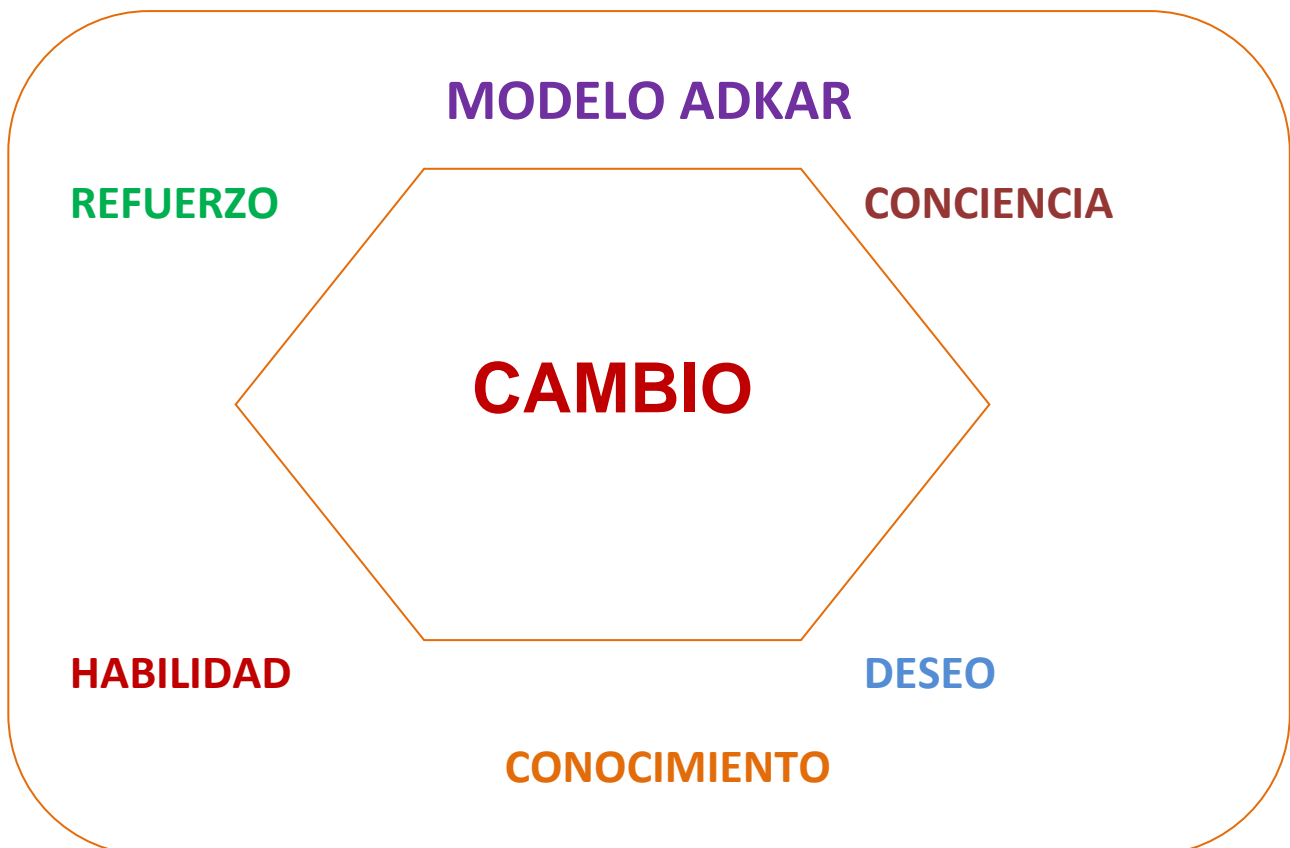 MODELO ADKAR
REFUERZO
CONCIENCIA
CAMBIO
HABILIDAD
DESEO
CONOCIMIENTO